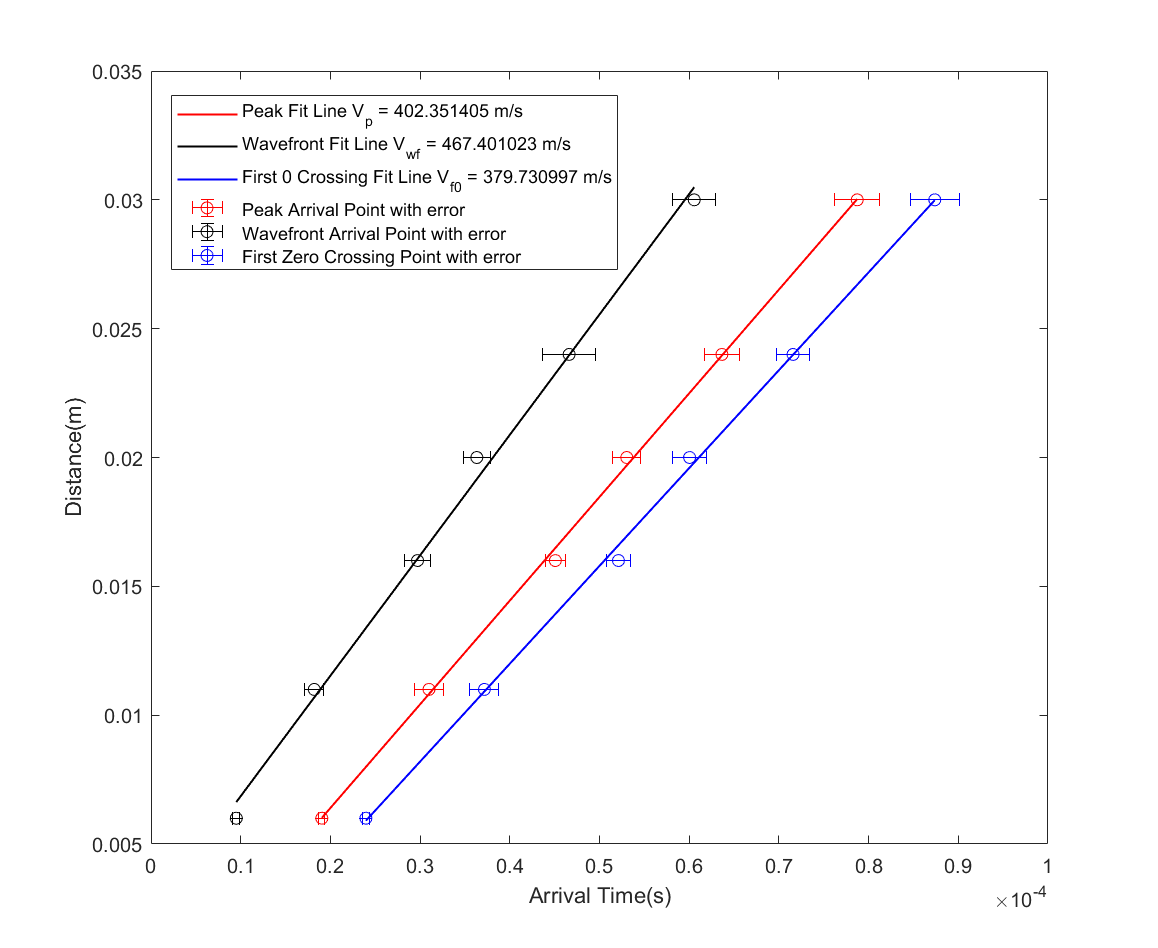 0.035
0.03
0.025
0.02
0.015
0.01
0.005
Distance(m)
Peak Fit Line Vp = 402.351405 m/s
Wavefront Fit Line Vwf = 467.401023 m/s
First 0 Crossing Fit Line Vf0 = 379.730997 m/s
Peak Arrival Point with error
Wavefront Arrival Point with error
First Zero Crossing Point with error
0 0.1 0.2 0.3 0.4 0.5 0.6 0.7 0.8 0.9 1
Arrival Time(s)
×10-4